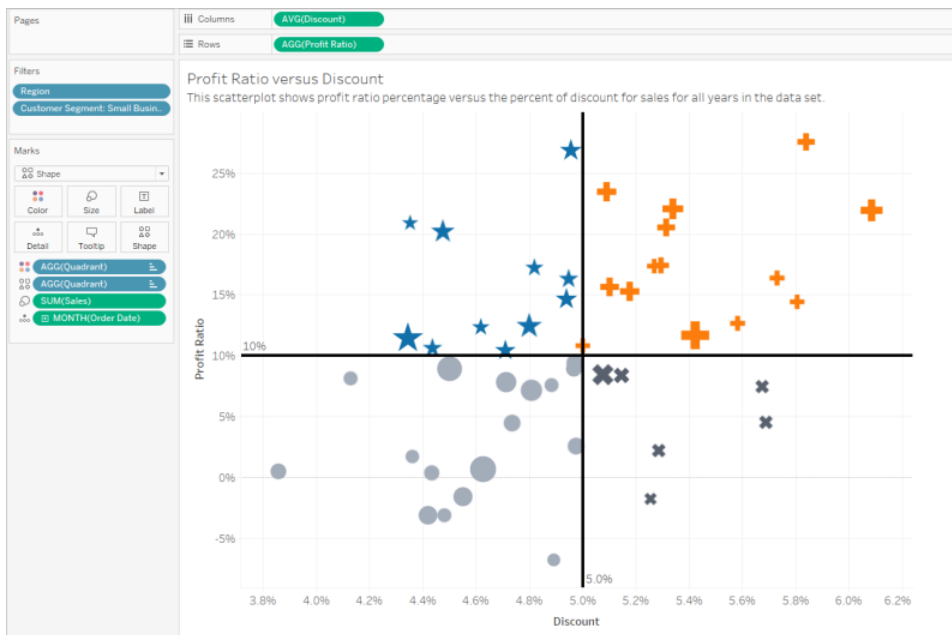 Pages
Columns
AVG(Discount)
Rows
AGG(Profit Ratio)
Filters
Region
Customer Segment: Small Busin..
Marks
Shape
Color
Size
Label
Detail
Tooltip
Shape
AGG(Quadrant)
AGG(Quadrant)
SUM(Sales)
MONTH(Order Date)
Profit Ratio versus Discount
This scatterplot shows profit ratio percentage versus the percent of discount for sales for all years in the data set.
Profit Ratio
25%
20%
15%
10%
10%
5%
0%
-5%
5.0%
3.8%
4.0%
4.2%
4.4%
4.6%
4.8%
5.0%
5.2%
5.4%
5.6%
5.8%
6.0%
6.2%
Discount